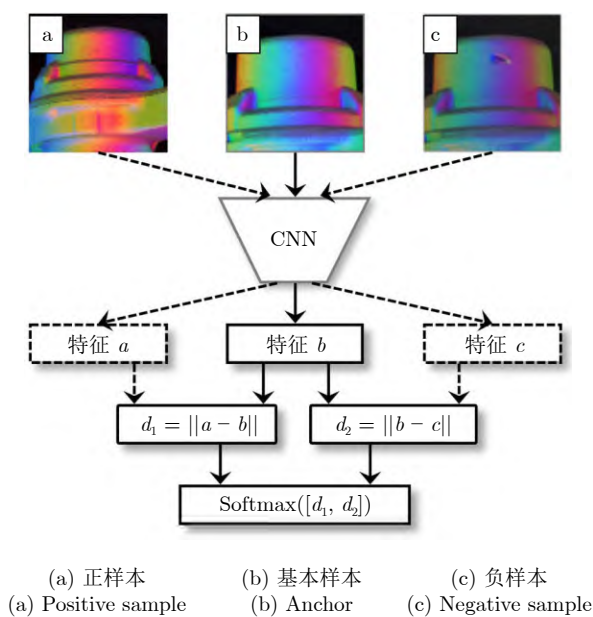 a b c
CNN
特征 a 特征 b 特征 c
d₁ = ||a − b|| d₂ = ||b − c||
Softmax([d₁, d₂])
(a) 正样本 (b) 基本样本 (c) 负样本
(a) Positive sample (b) Anchor (c) Negative sample